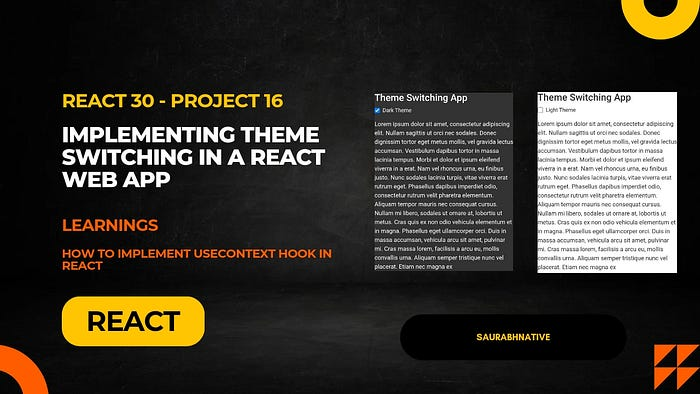 REACT 30 - PROJECT 16
IMPLEMENTING THEME
SWITCHING IN A REACT
WEB APP
LEARNINGS
HOW TO IMPLEMENT USECONTEXT HOOK IN
REACT
REACT
Theme Switching App
Dark Theme
Lorem ipsum dolor sit amet, consectetur adipiscing
elit. Nullam sagittis ut orci nec sodales. Donec
dignissim tortor eget tortor mattis, vel gravida lectus
accumsan. Vestibulum dapibus tortor in massa
lacinia tempus. Morbi et dolor et ipsum eleifend
viverra in a erat. Nam vel rhoncus urna, eu finibus
justo. Nunc sodales lacinia turpis, vitae viverra erat
rutrum eget. Phasellus dapibus imperdiet odio,
consectetur rutrum velit pharetra elementum.
Aliquam tempor mauris nec consequat cursus.
Nullam mi libero, sodales ut ornare at, lobortis ut
metus. Cras quis enim non odio vehicula elementum et
in magna. Phasellus eget ullamcorper orci. Duis in
massa accumsan, vehicula arcu sit amet, pulvinar
mi. Cras massa lorem, facilisis a arcu eu, mollis
convallis urna. Aliquam semper tristique nunc vel
placerat. Etiam nec magna ex
Theme Switching App
Light Theme
Lorem ipsum dolor sit amet, consectetur adipiscing
elit. Nullam sagittis ut orci nec sodales. Donec
dignissim tortor eget tortor mattis, vel gravida lectus
accumsan. Vestibulum dapibus tortor in massa
lacinia tempus. Morbi et dolor et ipsum eleifend
viverra in a erat. Nam vel rhoncus urna, eu finibus
justo. Nunc sodales lacinia turpis, vitae viverra erat
rutrum eget. Phasellus dapibus imperdiet odio,
consectetur rutrum velit pharetra elementum.
Aliquam tempor mauris nec consequat cursus.
Nullam mi libero, sodales ut ornare at, lobortis ut
metus. Cras quis enim non odio vehicula elementum et
in magna. Phasellus eget ullamcorper orci. Duis in
massa accumsan, vehicula arcu sit amet, pulvinar
mi. Cras massa lorem, facilisis a arcu eu, mollis
convallis urna. Aliquam semper tristique nunc vel
placerat. Etiam nec magna ex
SAURABHNATIVE